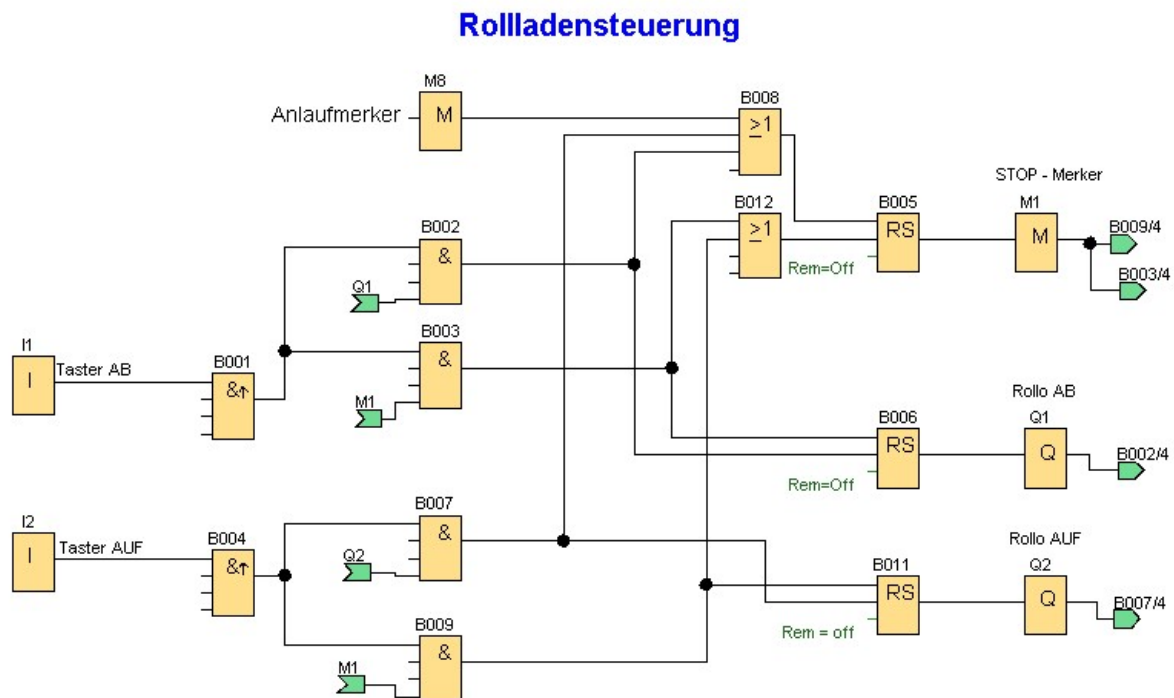 Rollladensteuerung
M8
Anlaufmerker
M
B008
>1
STOP - Merker
B002
B012
B005
M1
&
>1
RS
M
B009/4
Q1
Rem=Off
B003/4
B003
I1
&
Taster AB
B001
I
&↑
M1
Rollo AB
B006
Q1
RS
Q
B002/4
Rem=Off
B007
I2
&
Taster AUF
B004
I
&↑
Q2
Rollo AUF
B011
Q2
RS
Q
B007/4
B009
Rem = off
&
M1